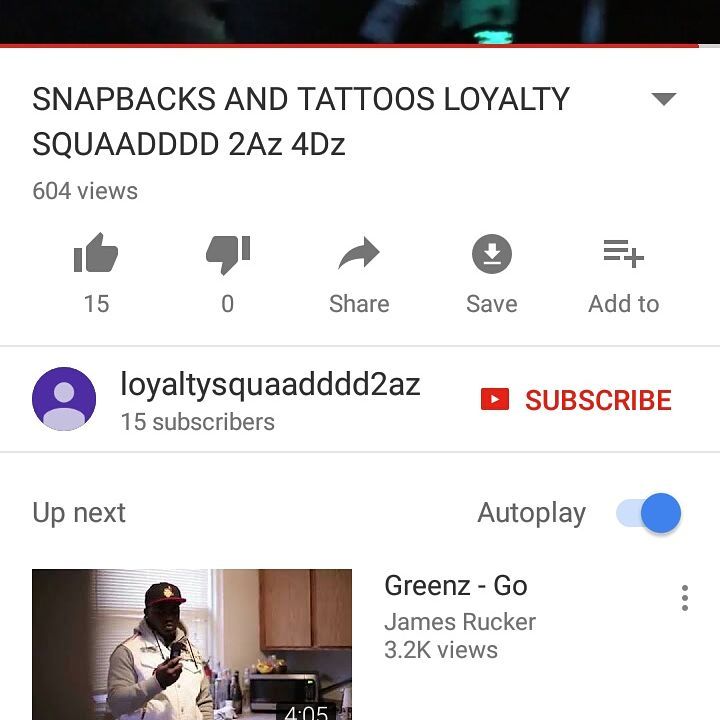 SNAPBACKS AND TATTOOS LOYALTY
SQUAADDDD 2Az 4Dz
604 views
15
0
Share
Save
Add to
loyaltysquaadddd2az
15 subscribers
SUBSCRIBE
Up next
Autoplay
Greenz - Go
James Rucker
3.2K views
4:05